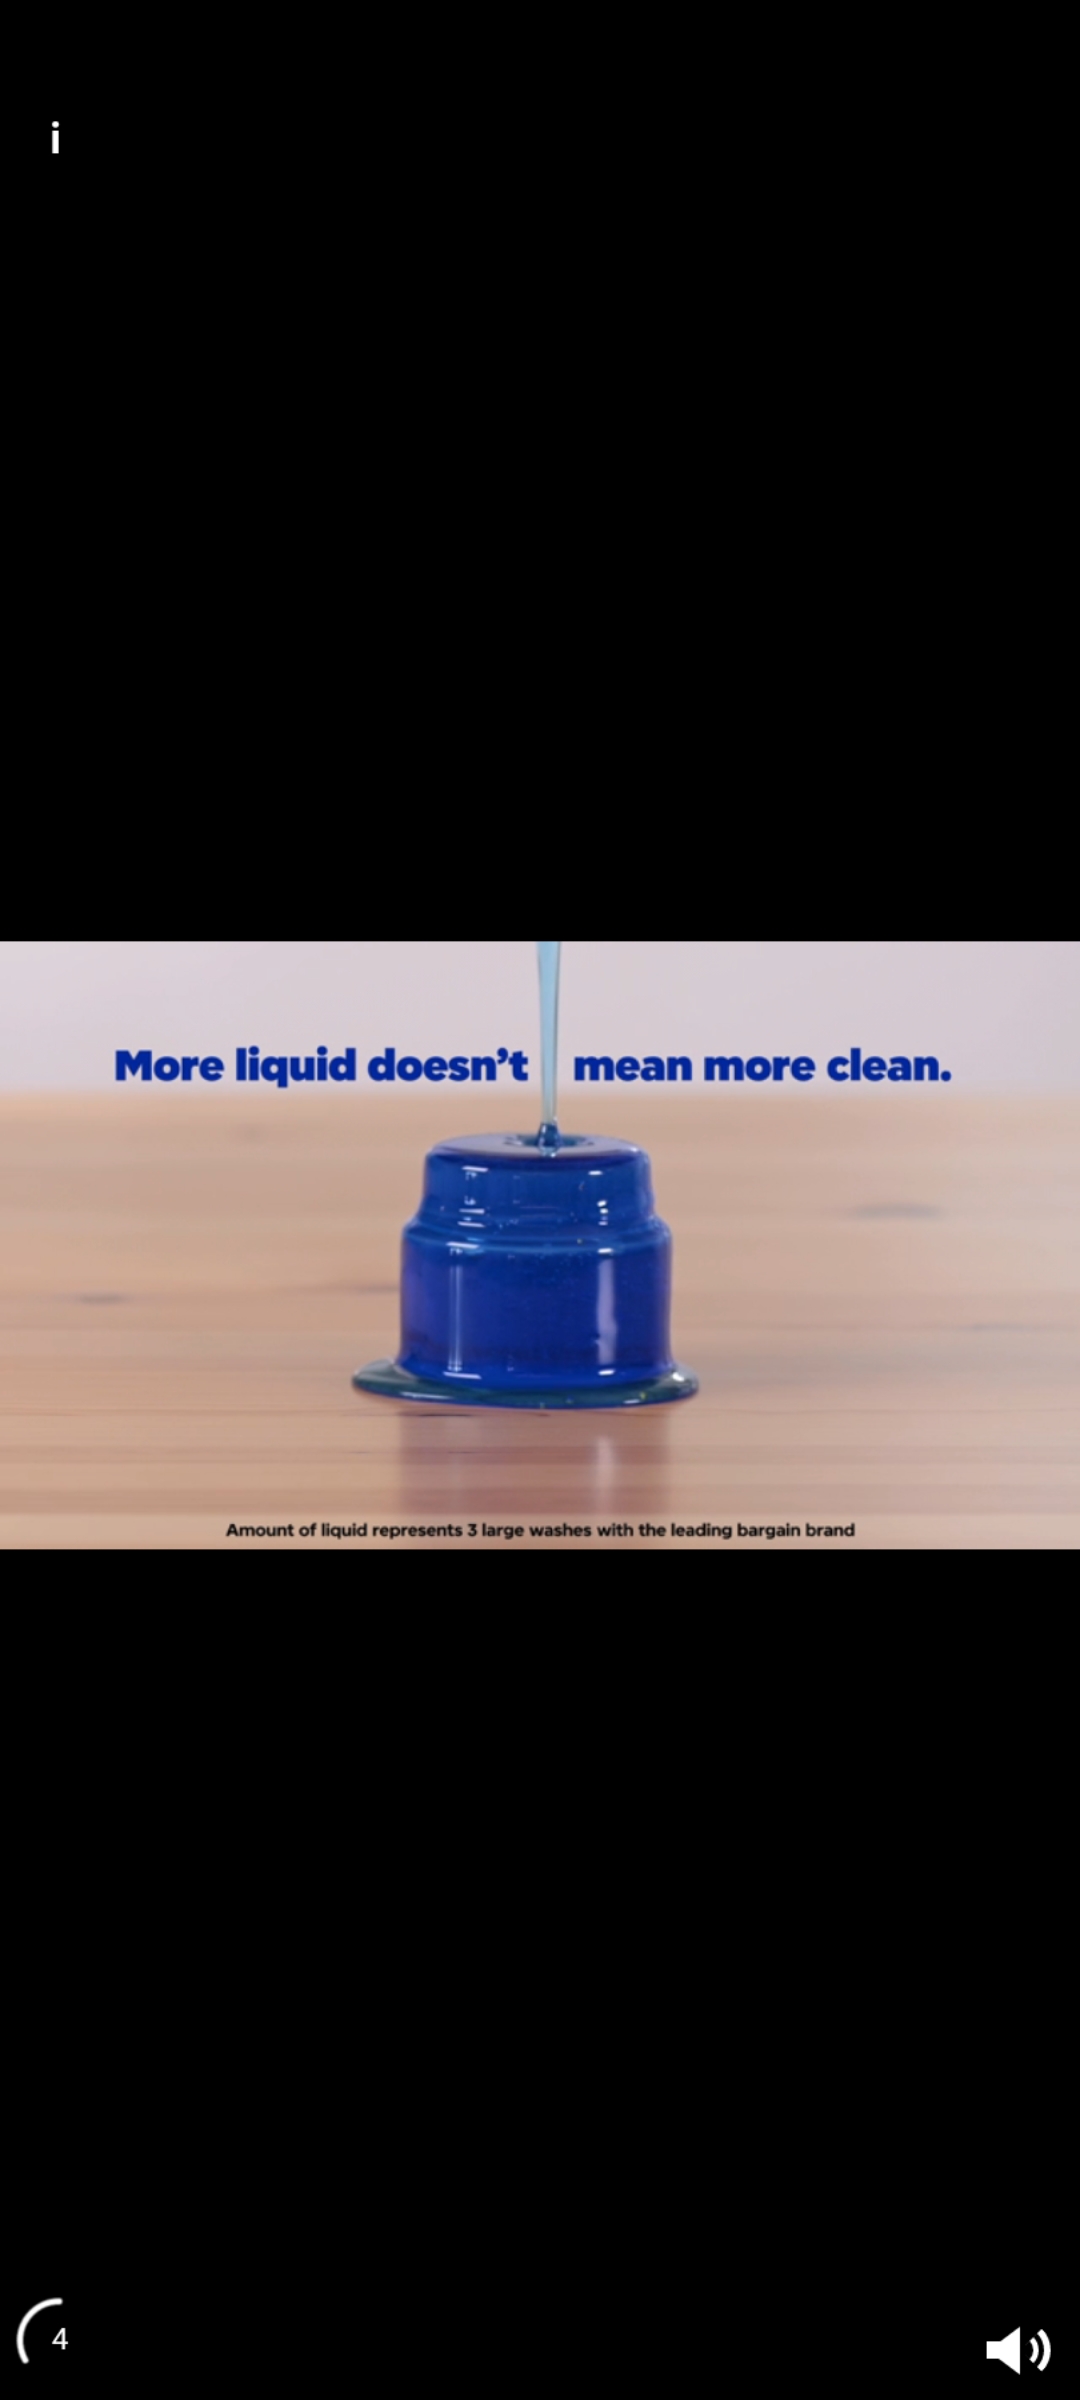 i
More liquid doesn’t mean more clean.
Amount of liquid represents 3 large washes with the leading bargain brand
4